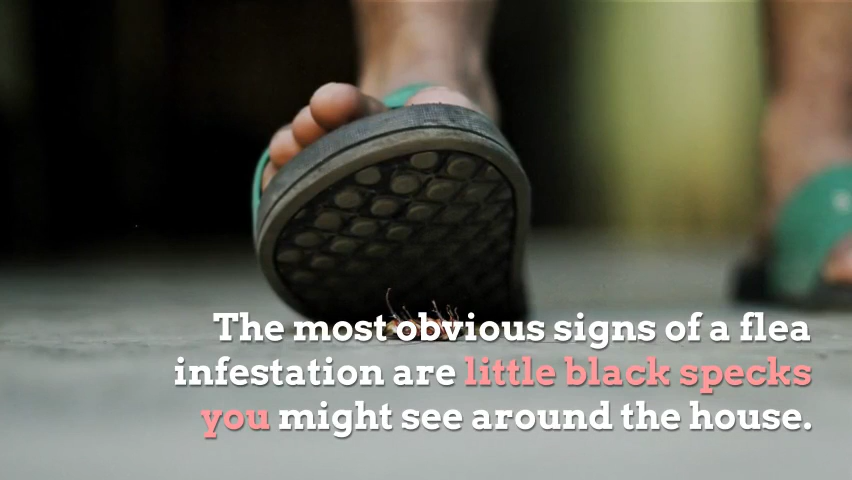 The most obvious signs of a flea
infestation are little black specks
you might see around the house.